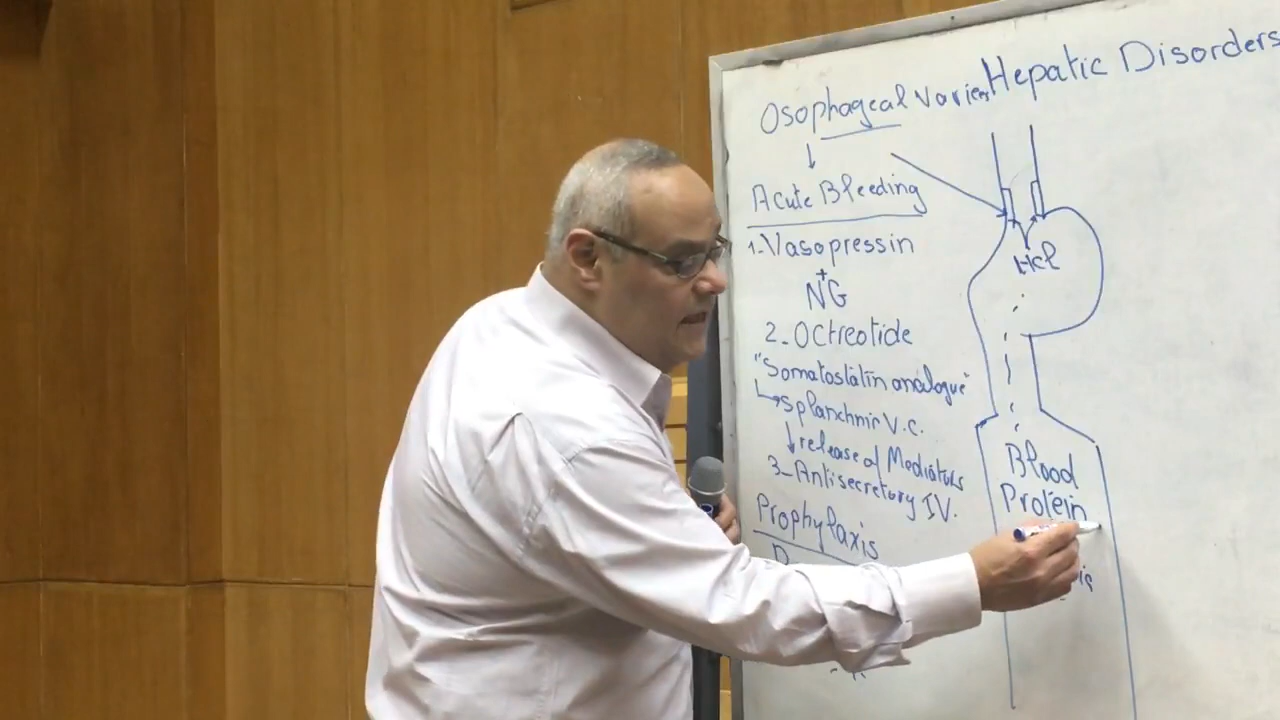 Hepatic Disorders
Osophageal Varices
↓
Acute Bleeding
1. Vasopressin
+
NG
2- Octreotide
"Somatostatin analogue"
↳ Splanchnic V.C.
↓ release of Mediators
3- Antisecretory IV.
Prophylaxis
HCl
Blood
Protein